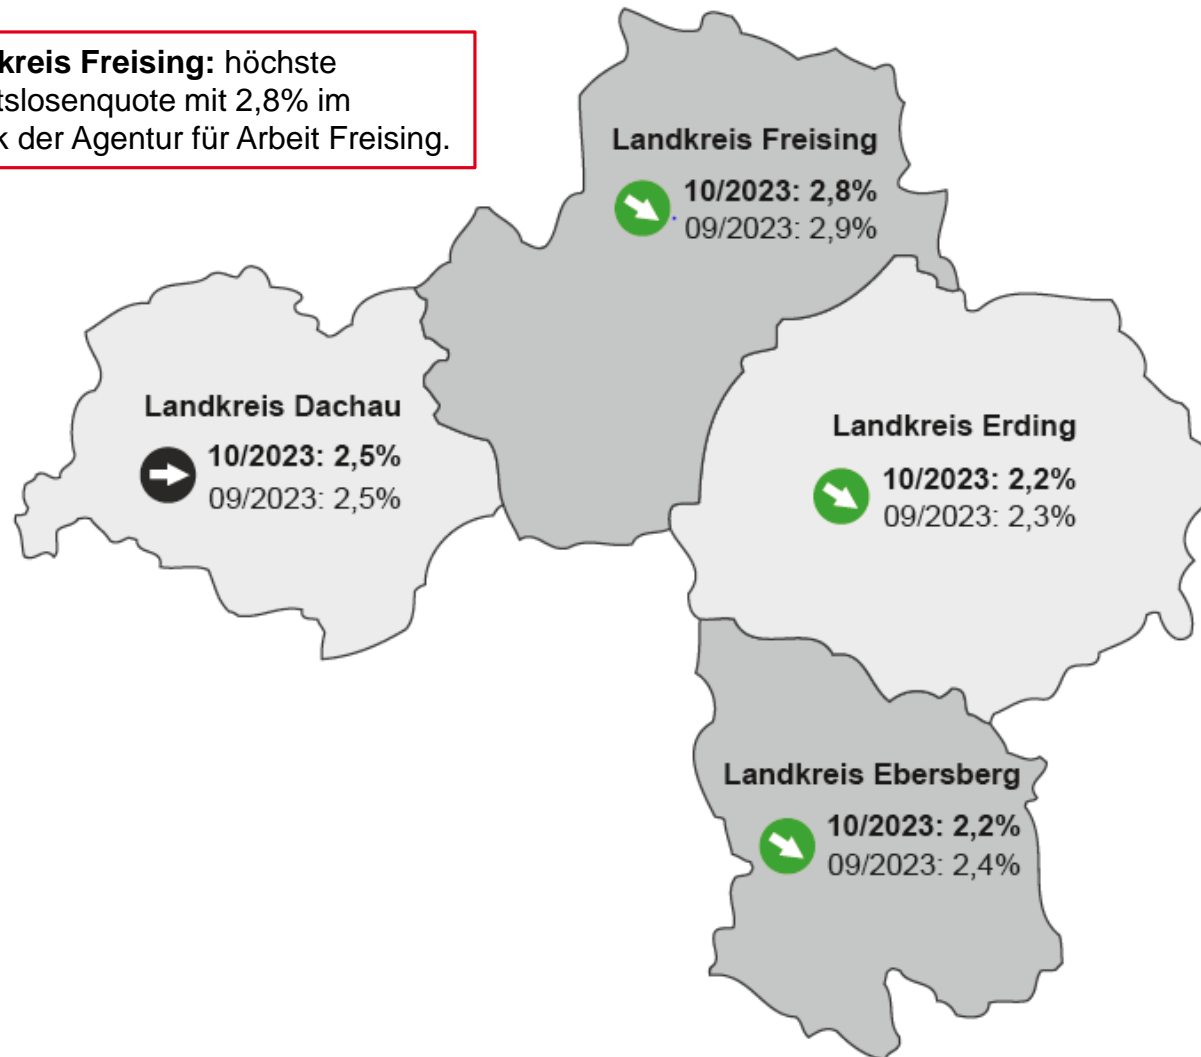 kreis Freising: höchste
tslosenquote mit 2,8% im
k der Agentur für Arbeit Freising.
Landkreis Freising
10/2023: 2,8%
09/2023: 2,9%
Landkreis Dachau
10/2023: 2,5%
09/2023: 2,5%
Landkreis Erding
10/2023: 2,2%
09/2023: 2,3%
Landkreis Ebersberg
10/2023: 2,2%
09/2023: 2,4%